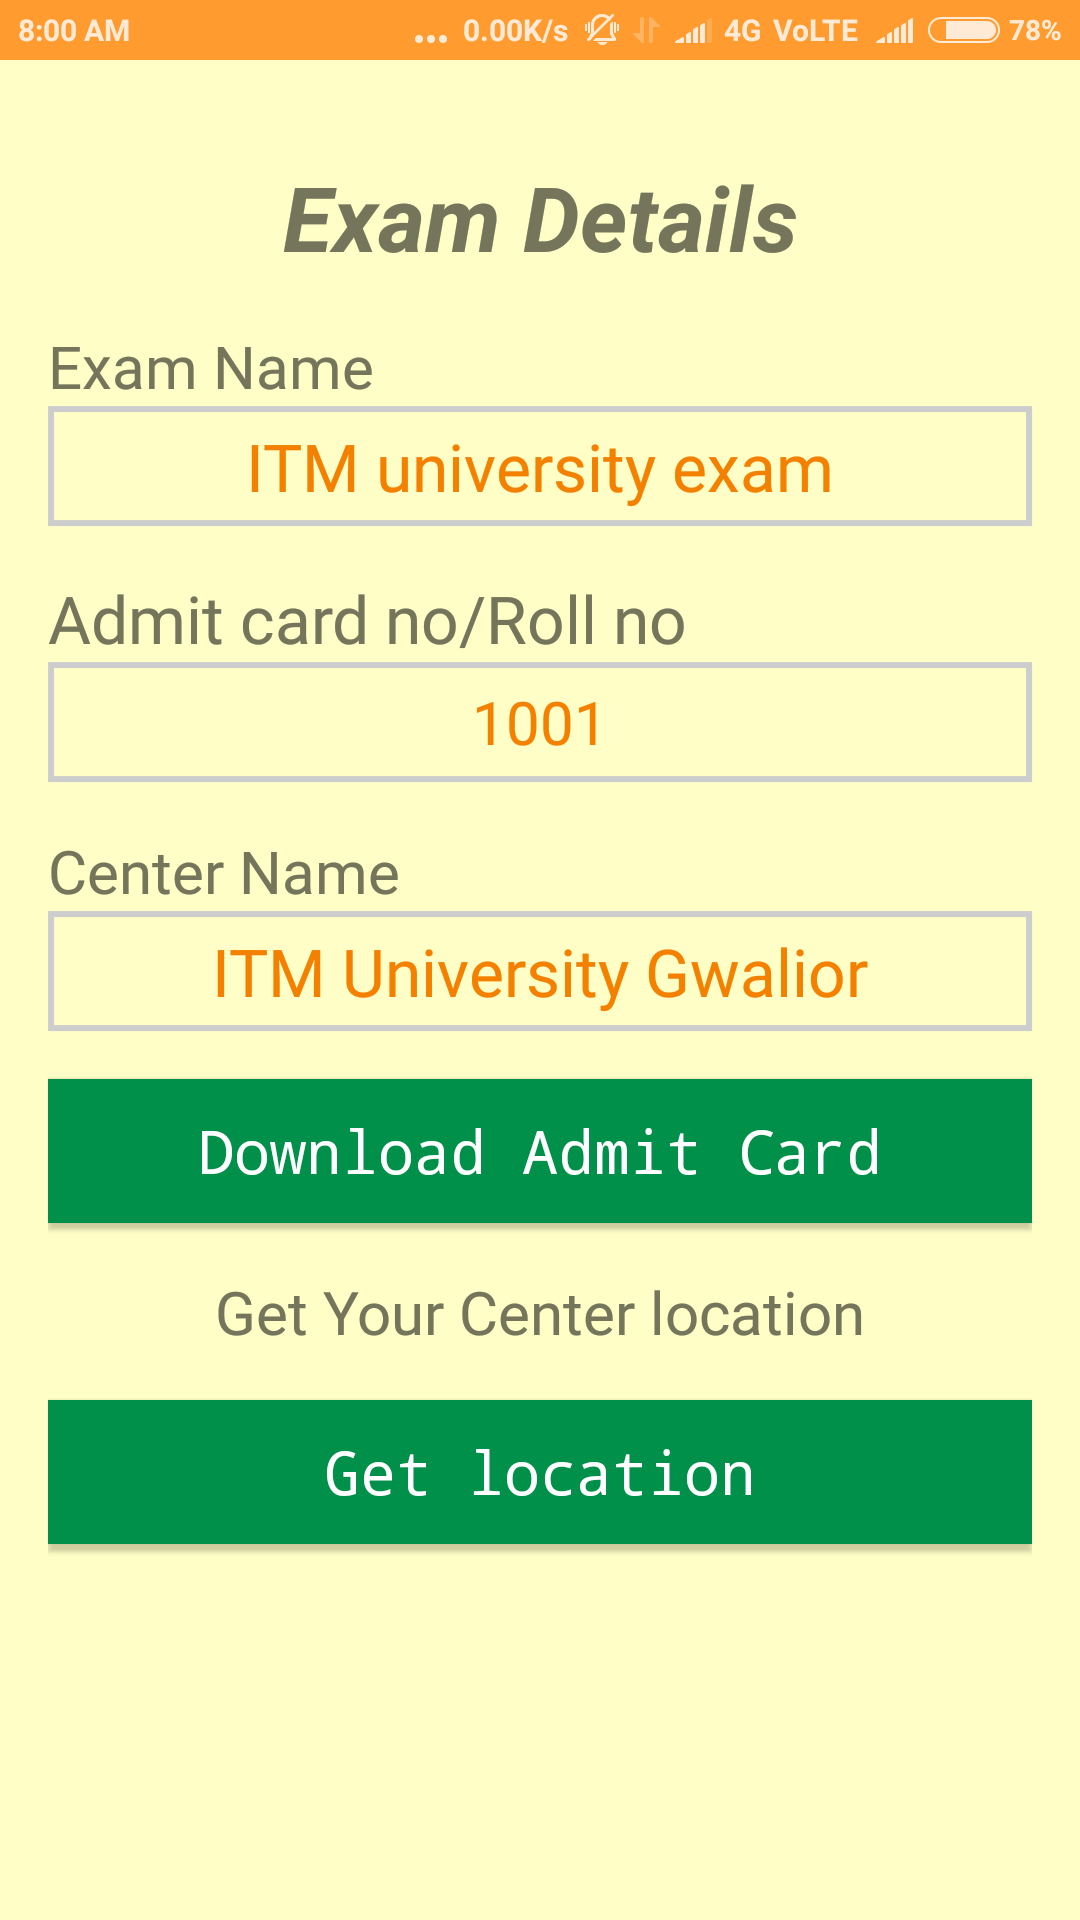 8:00 AM ... 0.00K/s 4G VoLTE 78%
Exam Details
Exam Name
ITM university exam
Admit card no/Roll no
1001
Center Name
ITM University Gwalior
Download Admit Card
Get Your Center location
Get location